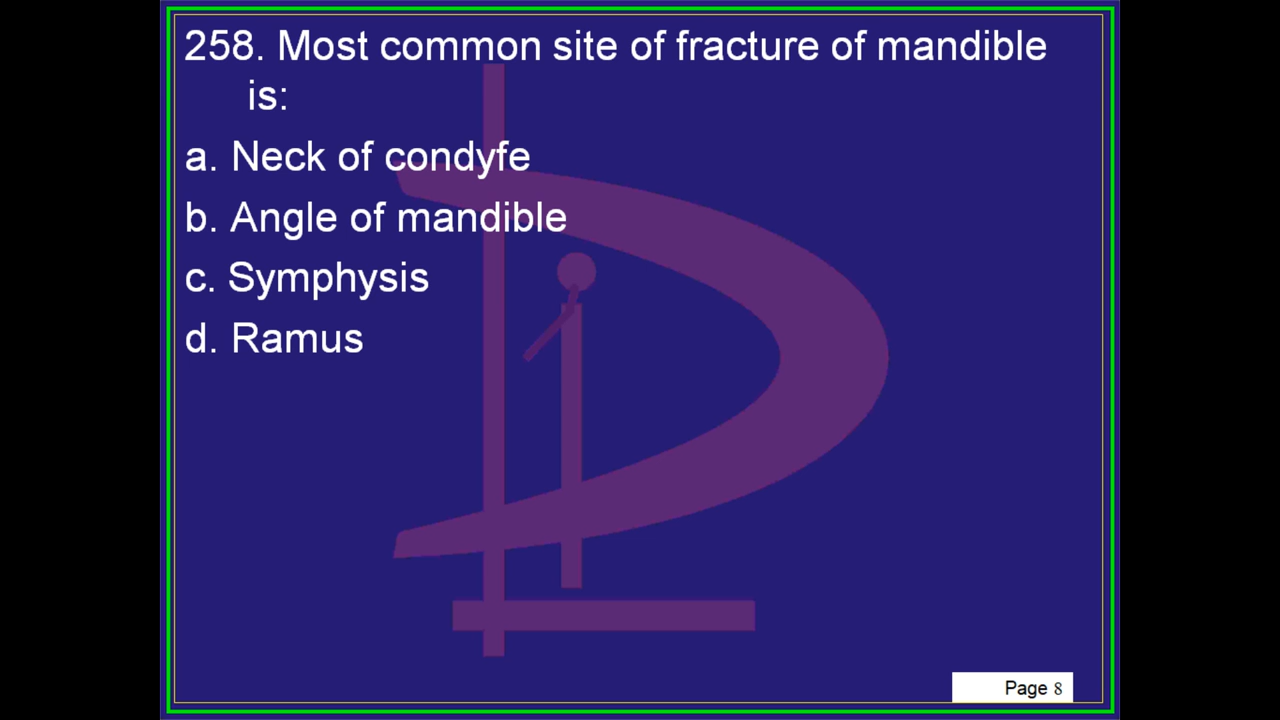 258. Most common site of fracture of mandible
is:
a. Neck of condyfe
b. Angle of mandible
c. Symphysis
d. Ramus
Page 8